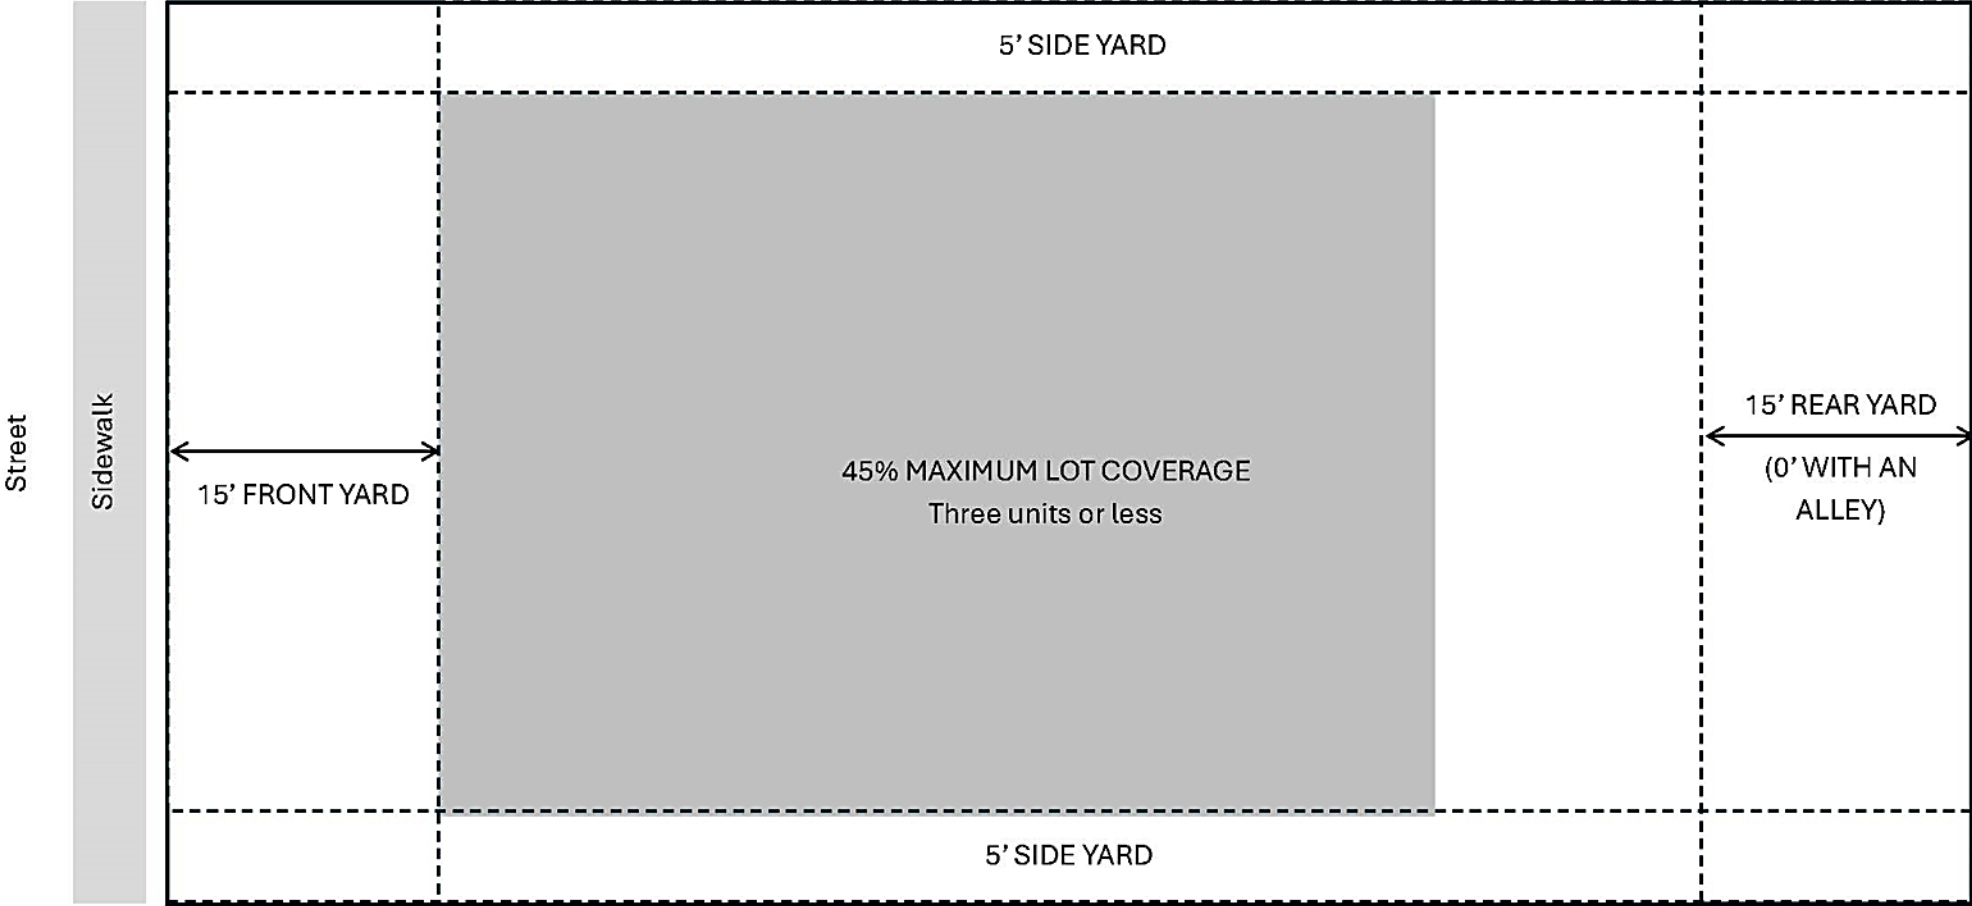 5’ SIDE YARD
Street
Sidewalk
15’ FRONT YARD
45% MAXIMUM LOT COVERAGE
Three units or less
15’ REAR YARD
(0’ WITH AN
ALLEY)
5’ SIDE YARD